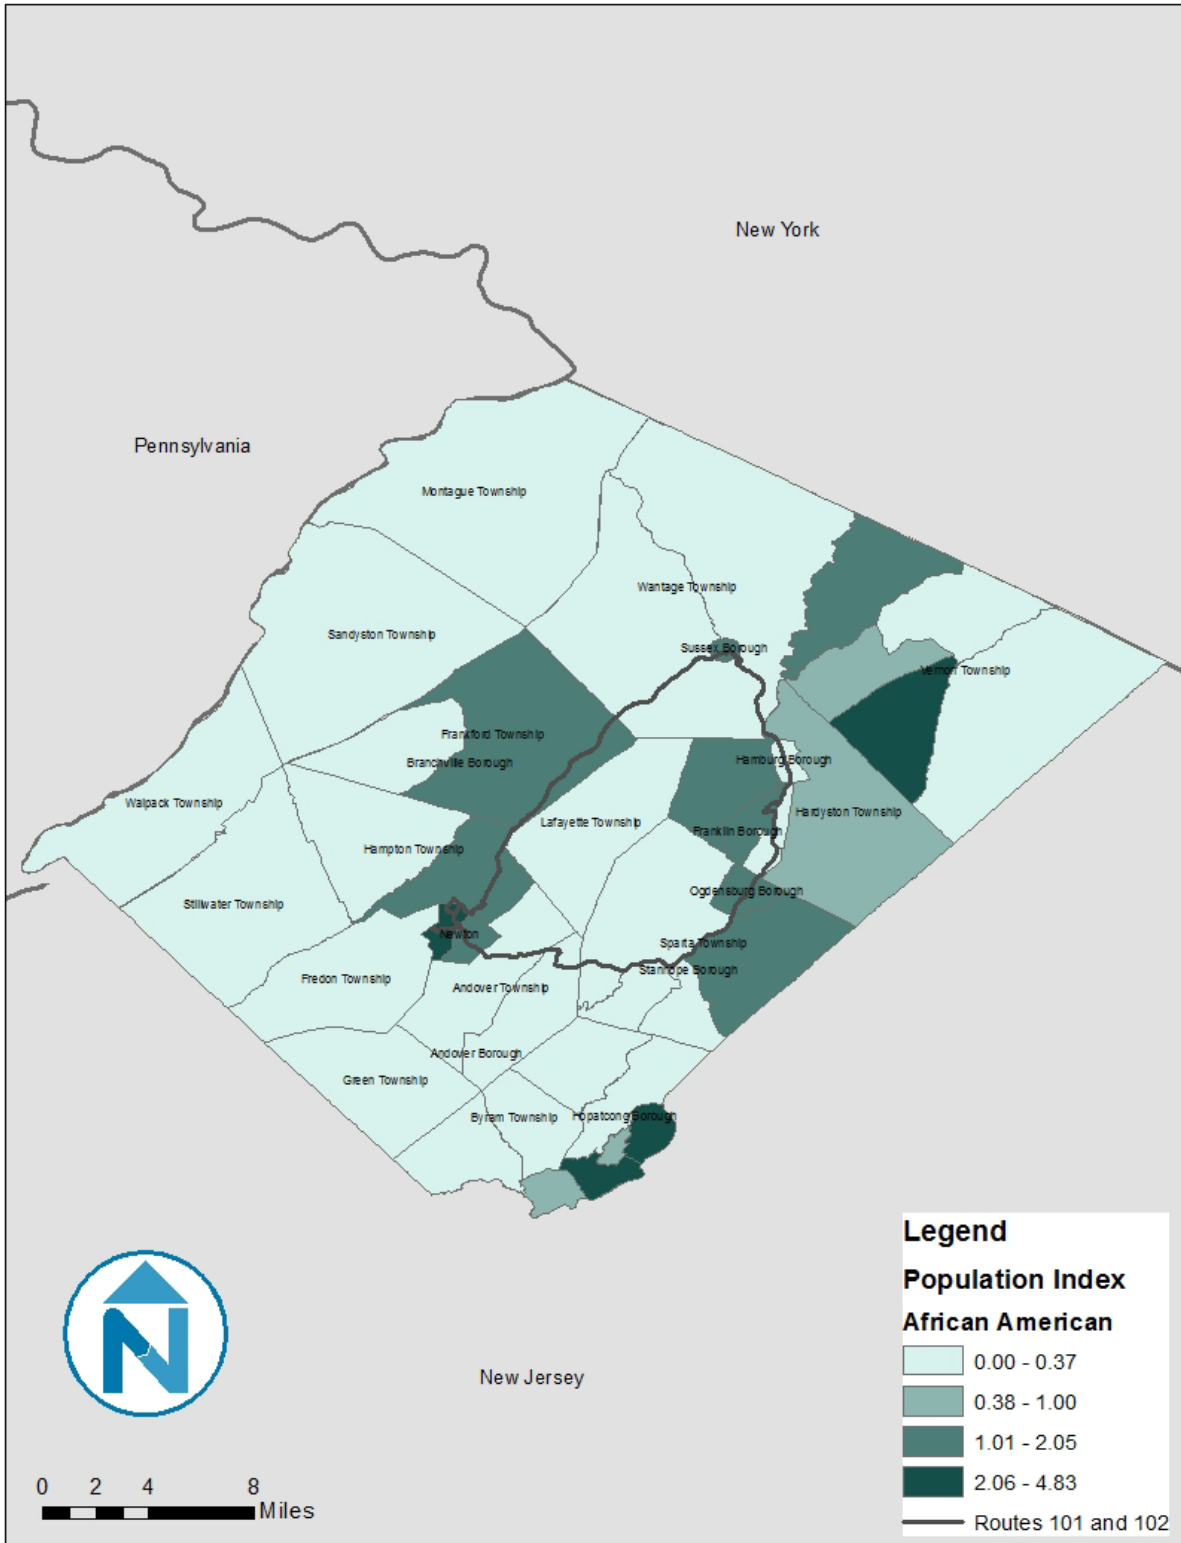 New York
Pennsylvania
Montague Township
Wantage Township
Sandyston Township
Sussex Borough
Vernon Township
Frankford Township
Branchville Borough
Hamburg Borough
Walpack Township
Hardyston Township
Lafayette Township
Franklin Borough
Hampton Township
Ogdensburg Borough
Stillwater Township
Newton
Sparta Township
Stanhope Borough
Fredon Township
Andover Township
Andover Borough
Green Township
Byram Township
Hopatcong Borough
Legend
Population Index
African American
0.00 - 0.37
0.38 - 1.00
1.01 - 2.05
2.06 - 4.83
Routes 101 and 102
New Jersey
N
0 2 4 8
Miles